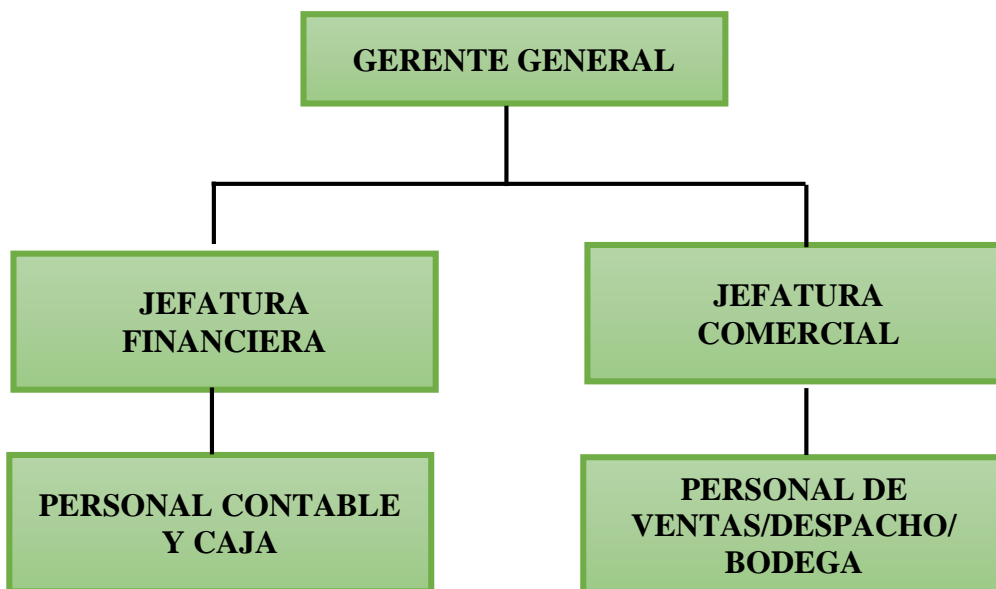 GERENTE GENERAL
JEFATURA
FINANCIERA
JEFATURA
COMERCIAL
PERSONAL CONTABLE
Y CAJA
PERSONAL DE
VENTAS/DESPACHO/
BODEGA